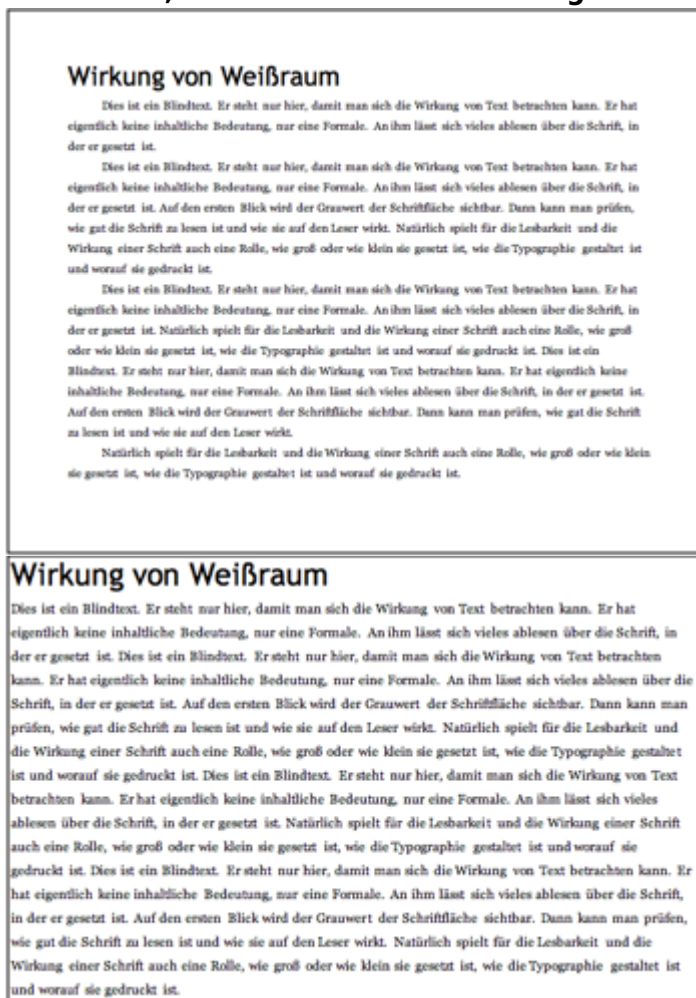 Wirkung von Weißraum
Dies ist ein Blindtext. Er steht nur hier, damit man sich die Wirkung von Text betrachten kann. Er hat
eigentlich keine inhaltliche Bedeutung, nur eine Formale. An ihm lässt sich vieles ablesen über die Schrift, in
der er gesetzt ist.
Dies ist ein Blindtext. Er steht nur hier, damit man sich die Wirkung von Text betrachten kann. Er hat
eigentlich keine inhaltliche Bedeutung, nur eine Formale. An ihm lässt sich vieles ablesen über die Schrift, in
der er gesetzt ist. Auf den ersten Blick wird der Grauwert der Schriftfläche sichtbar. Dann kann man prüfen,
wie gut die Schrift zu lesen ist und wie sie auf den Leser wirkt. Natürlich spielt für die Lesbarkeit und die
Wirkung einer Schrift auch eine Rolle, wie groß oder wie klein sie gesetzt ist, wie die Typographie gestaltet ist
und worauf sie gedruckt ist.
Dies ist ein Blindtext. Er steht nur hier, damit man sich die Wirkung von Text betrachten kann. Er hat
eigentlich keine inhaltliche Bedeutung, nur eine Formale. An ihm lässt sich vieles ablesen über die Schrift, in
der er gesetzt ist. Natürlich spielt für die Lesbarkeit und die Wirkung einer Schrift auch eine Rolle, wie groß
oder wie klein sie gesetzt ist, wie die Typographie gestaltet ist und worauf sie gedruckt ist. Dies ist ein
Blindtext. Er steht nur hier, damit man sich die Wirkung von Text betrachten kann. Er hat eigentlich keine
inhaltliche Bedeutung, nur eine Formale. An ihm lässt sich vieles ablesen über die Schrift, in der er gesetzt ist.
Auf den ersten Blick wird der Grauwert der Schriftfläche sichtbar. Dann kann man prüfen, wie gut die Schrift
zu lesen ist und wie sie auf den Leser wirkt.
Natürlich spielt für die Lesbarkeit und die Wirkung einer Schrift auch eine Rolle, wie groß oder wie klein
sie gesetzt ist, wie die Typographie gestaltet ist und worauf sie gedruckt ist.
Wirkung von Weißraum
Dies ist ein Blindtext. Er steht nur hier, damit man sich die Wirkung von Text betrachten kann. Er hat
eigentlich keine inhaltliche Bedeutung, nur eine Formale. An ihm lässt sich vieles ablesen über die Schrift, in
der er gesetzt ist. Dies ist ein Blindtext. Er steht nur hier, damit man sich die Wirkung von Text betrachten
kann. Er hat eigentlich keine inhaltliche Bedeutung, nur eine Formale. An ihm lässt sich vieles ablesen über die
Schrift, in der er gesetzt ist. Auf den ersten Blick wird der Grauwert der Schriftfläche sichtbar. Dann kann man
prüfen, wie gut die Schrift zu lesen ist und wie sie auf den Leser wirkt. Natürlich spielt für die Lesbarkeit und
die Wirkung einer Schrift auch eine Rolle, wie groß oder wie klein sie gesetzt ist, wie die Typographie gestaltet
ist und worauf sie gedruckt ist. Dies ist ein Blindtext. Er steht nur hier, damit man sich die Wirkung von Text
betrachten kann. Er hat eigentlich keine inhaltliche Bedeutung, nur eine Formale. An ihm lässt sich vieles
ablesen über die Schrift, in der er gesetzt ist. Natürlich spielt für die Lesbarkeit und die Wirkung einer Schrift
auch eine Rolle, wie groß oder wie klein sie gesetzt ist, wie die Typographie gestaltet ist und worauf sie
gedruckt ist. Dies ist ein Blindtext. Er steht nur hier, damit man sich die Wirkung von Text betrachten kann. Er
hat eigentlich keine inhaltliche Bedeutung, nur eine Formale. An ihm lässt sich vieles ablesen über die Schrift,
in der er gesetzt ist. Auf den ersten Blick wird der Grauwert der Schriftfläche sichtbar. Dann kann man prüfen,
wie gut die Schrift zu lesen ist und wie sie auf den Leser wirkt. Natürlich spielt für die Lesbarkeit und die
Wirkung einer Schrift auch eine Rolle, wie groß oder wie klein sie gesetzt ist, wie die Typographie gestaltet ist
und worauf sie gedruckt ist.